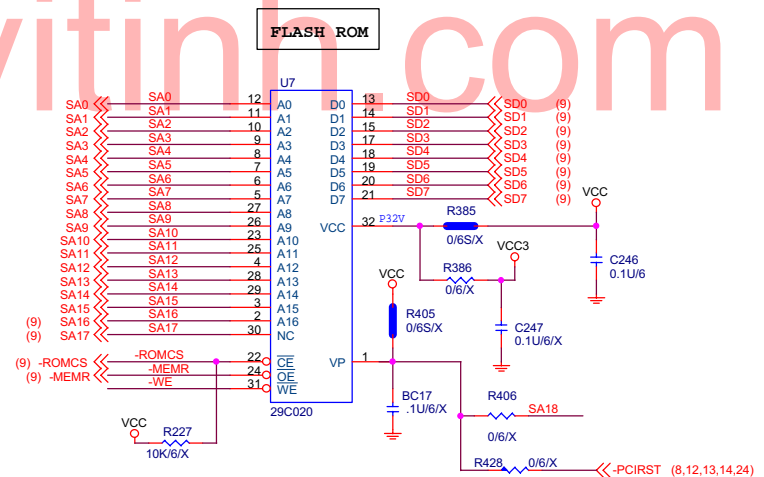 vitinh.com
FLASH ROM
U7
SA0 SA0 12 A0 D0 13 SD0 SD0 (9)
SA1 SA1 11 A1 D1 14 SD1 SD1 (9)
SA2 SA2 10 A2 D2 15 SD2 SD2 (9)
SA3 SA3 9 A3 D3 17 SD3 SD3 (9)
SA4 SA4 8 A4 D4 18 SD4 SD4 (9)
SA5 SA5 7 A5 D5 19 SD5 SD5 (9)
SA6 SA6 6 A6 D6 20 SD6 SD6 (9)
SA7 SA7 5 A7 D7 21 SD7 SD7 (9)
SA8 SA8 27 A8
SA9 SA9 26 A9 VCC 32 P32V R385 VCC
SA10 SA10 23 A10 0/6S/X
SA11 SA11 25 A11
SA12 SA12 4 A12 R386 VCC3 C246
SA13 SA13 28 A13 0/6/X 0.1U/6
SA14 SA14 29 A14 VCC
SA15 SA15 3 A15
(9) SA16 SA16 2 A16 R405
(9) SA17 SA17 30 NC 0/6S/X C247
0.1U/6/X
(9) -ROMCS -ROMCS 22 CE VP 1
(9) -MEMR -MEMR 24 OE
-WE 31 WE
29C020
BC17
.1U/6/X
R406 SA18
0/6/X
VCC R227
10K/6/X
R428 0/6/X -PCIRST (8,12,13,14,24)